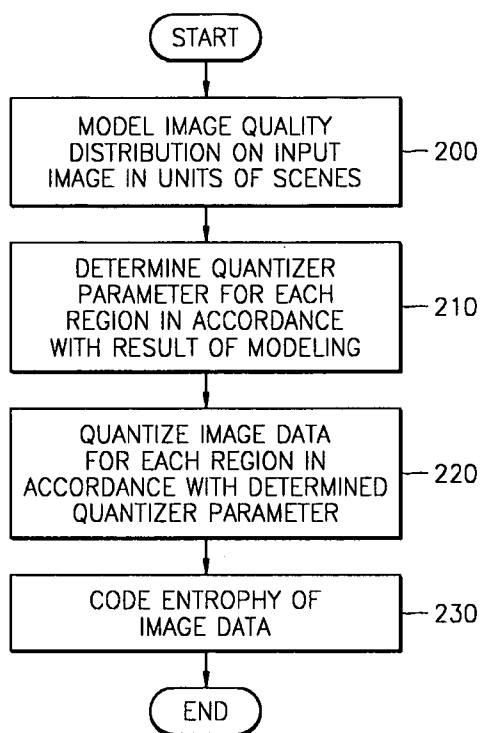 START
MODEL IMAGE QUALITY
DISTRIBUTION ON INPUT
IMAGE IN UNITS OF SCENES
200
DETERMINE QUANTIZER
PARAMETER FOR EACH
REGION IN ACCORDANCE
WITH RESULT OF MODELING
210
QUANTIZE IMAGE DATA
FOR EACH REGION IN
ACCORDANCE WITH DETERMINED
QUANTIZER PARAMETER
220
CODE ENTROPHY OF
IMAGE DATA
230
END